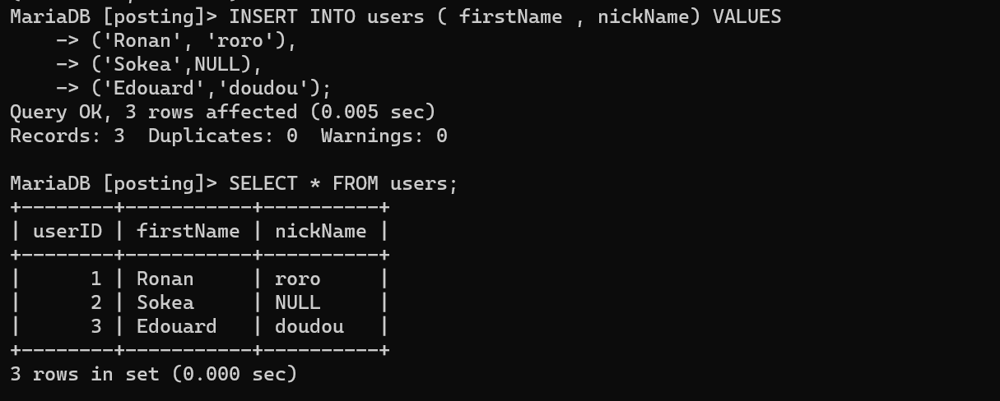 MariaDB [posting]> INSERT INTO users ( firstName , nickName) VALUES
    -> ('Ronan', 'roro'),
    -> ('Sokea',NULL),
    -> ('Edouard','doudou');
Query OK, 3 rows affected (0.005 sec)
Records: 3  Duplicates: 0  Warnings: 0

MariaDB [posting]> SELECT * FROM users;
+--------+-----------+----------+
| userID | firstName | nickName |
+--------+-----------+----------+
|      1 | Ronan     | roro     |
|      2 | Sokea     | NULL     |
|      3 | Edouard   | doudou   |
+--------+-----------+----------+
3 rows in set (0.000 sec)